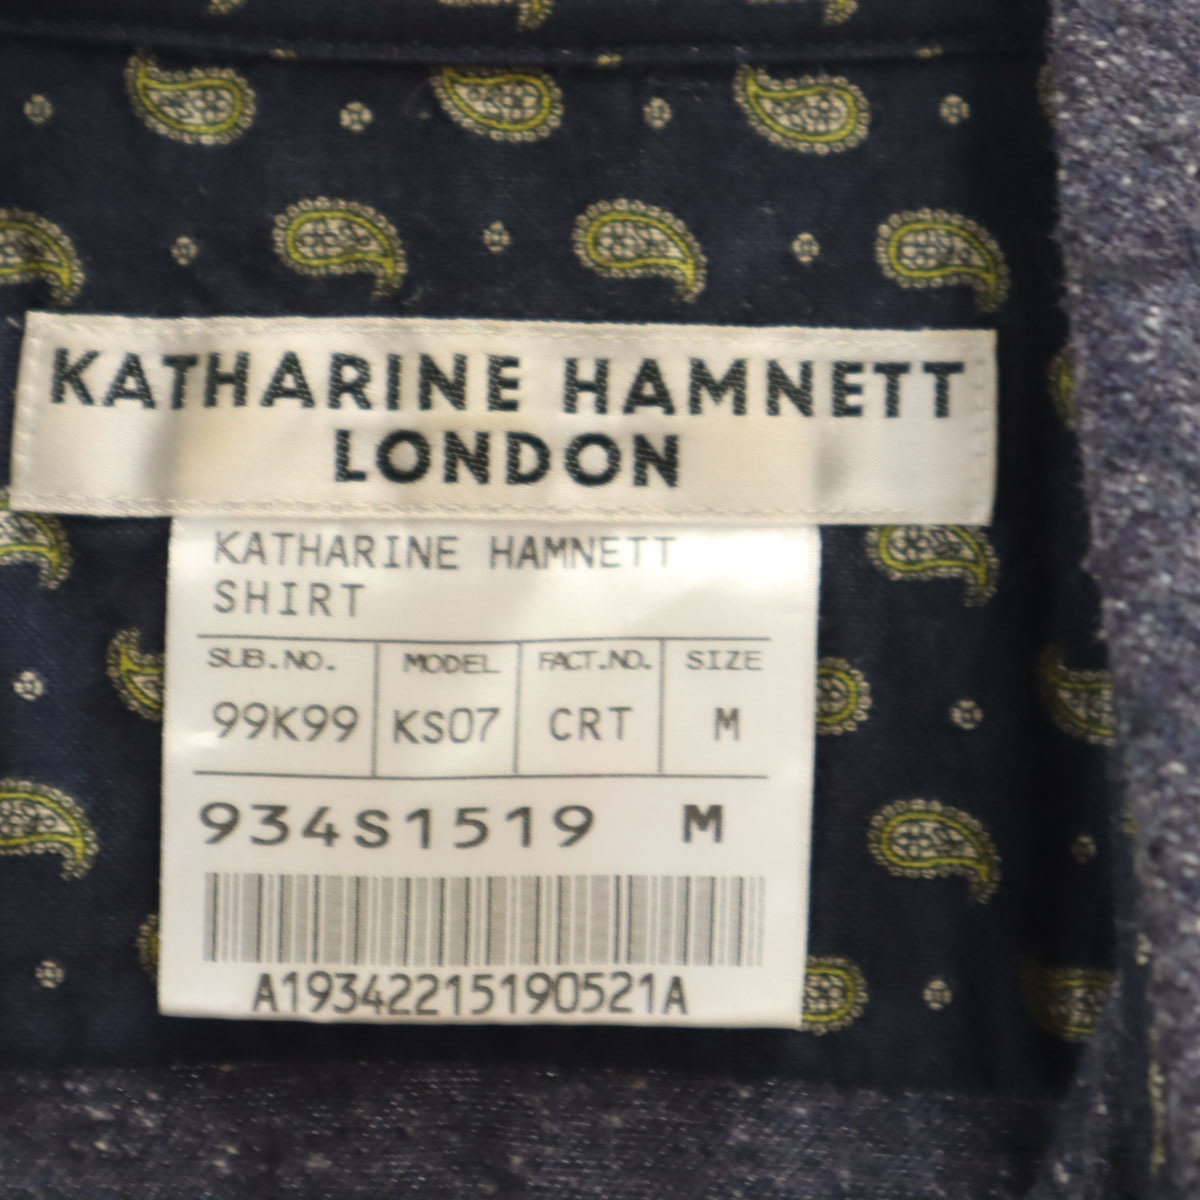 KATHARINE HAMNETT
LONDON
KATHARINE HAMNETT
SHIRT
SUB.NO. MODEL FACT.NO. SIZE
99K99 KS07 CRT M
934S1519 M
A19342215190521A